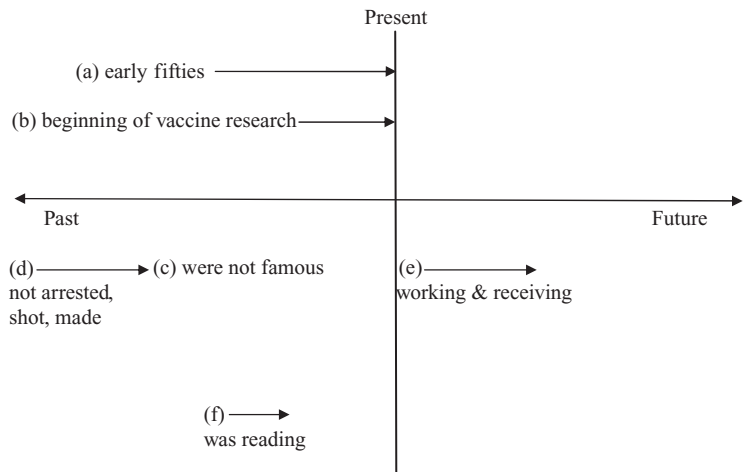 Present
(a) early fifties
(b) beginning of vaccine research
Past
Future
(d)
(c) were not famous
(e)
not arrested,
shot, made
working & receiving
(f)
was reading